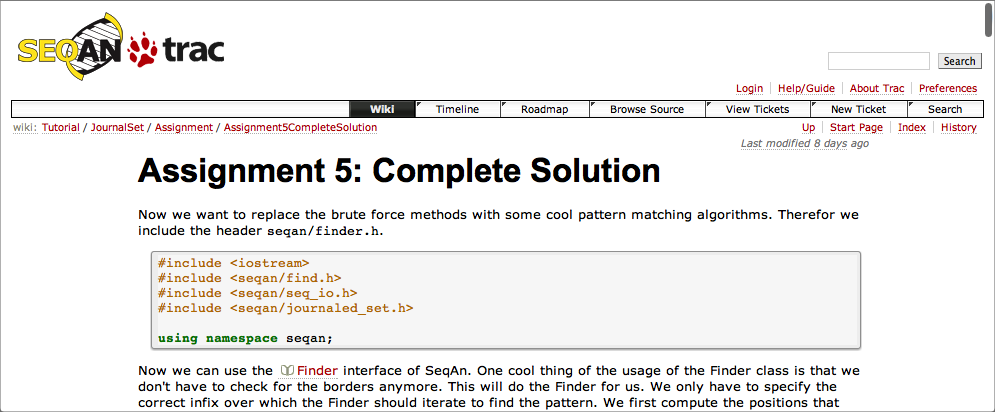 SEQAN trac
Search
Login Help/Guide About Trac Preferences
Wiki Timeline Roadmap Browse Source View Tickets New Ticket Search
wiki: Tutorial / JournalSet / Assignment / Assignment5CompleteSolution
Up Start Page Index History
Last modified 8 days ago
Assignment 5: Complete Solution
Now we want to replace the brute force methods with some cool pattern matching algorithms. Therefor we
include the header seqan/finder.h.
#include <iostream>
#include <seqan/find.h>
#include <seqan/seq_io.h>
#include <seqan/journaled_set.h>
using namespace seqan;
Now we can use the Finder interface of SeqAn. One cool thing of the usage of the Finder class is that we
don't have to check for the borders anymore. This will do the Finder for us. We only have to specify the
correct infix over which the Finder should iterate to find the pattern. We first compute the positions that